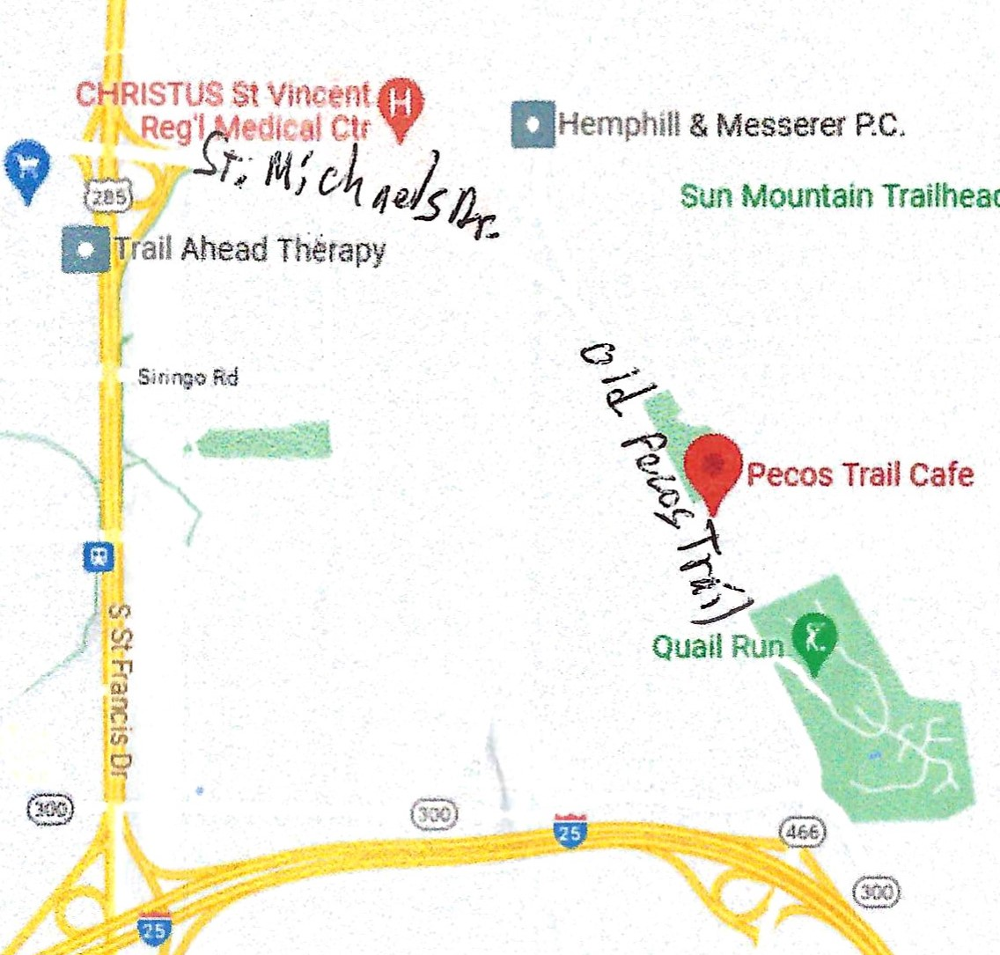 CHRISTUS St Vincent
Reg'l Medical Ctr
H
Hemphill & Messerer P.C.
St. Michaels Dr.
285
Sun Mountain Trailhead
Trail Ahead Therapy
Old Pecos Trail
Siringo Rd
Pecos Trail Cafe
S St Francis Dr
Quail Run
300
300
25
466
300
25